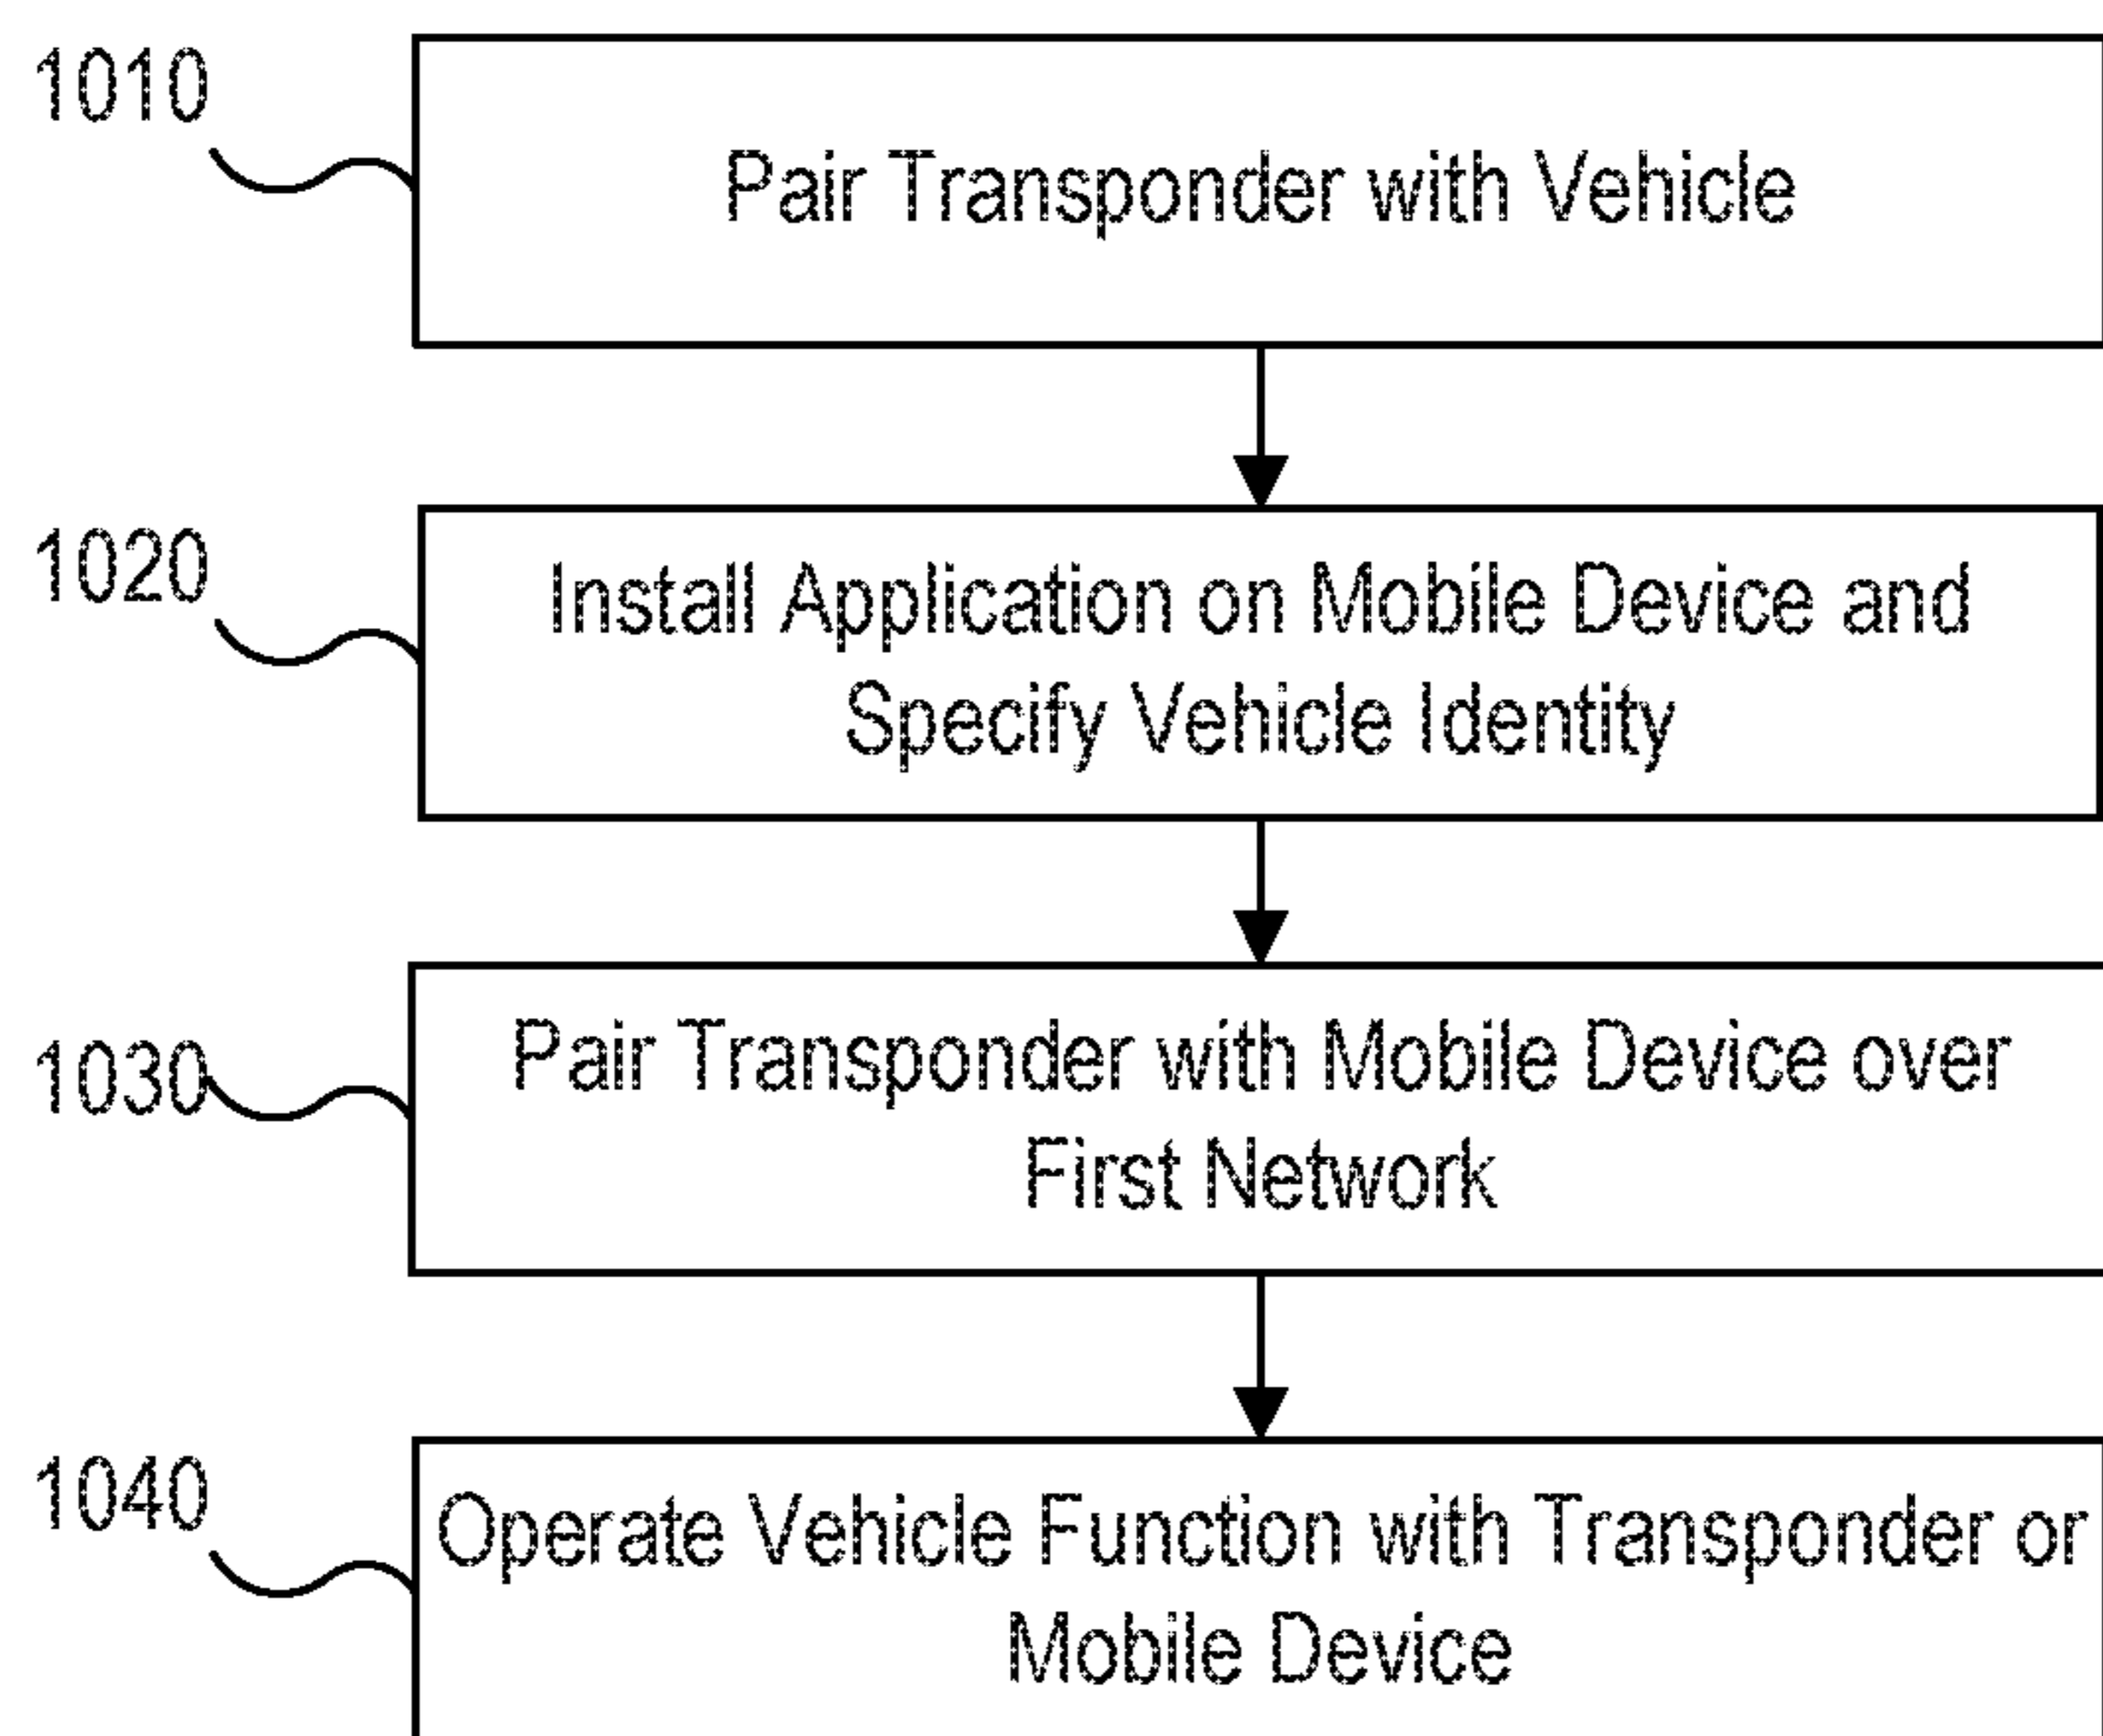 1010
Pair Transponder with Vehicle
1020
Install Application on Mobile Device and
Specify Vehicle Identity
1030
Pair Transponder with Mobile Device over
First Network
1040
Operate Vehicle Function with Transponder or
Mobile Device